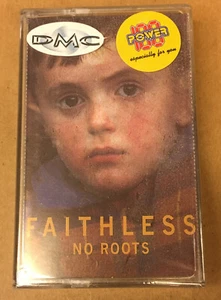 DMC
POWER
especially for you
FAITHLESS
NO ROOTS